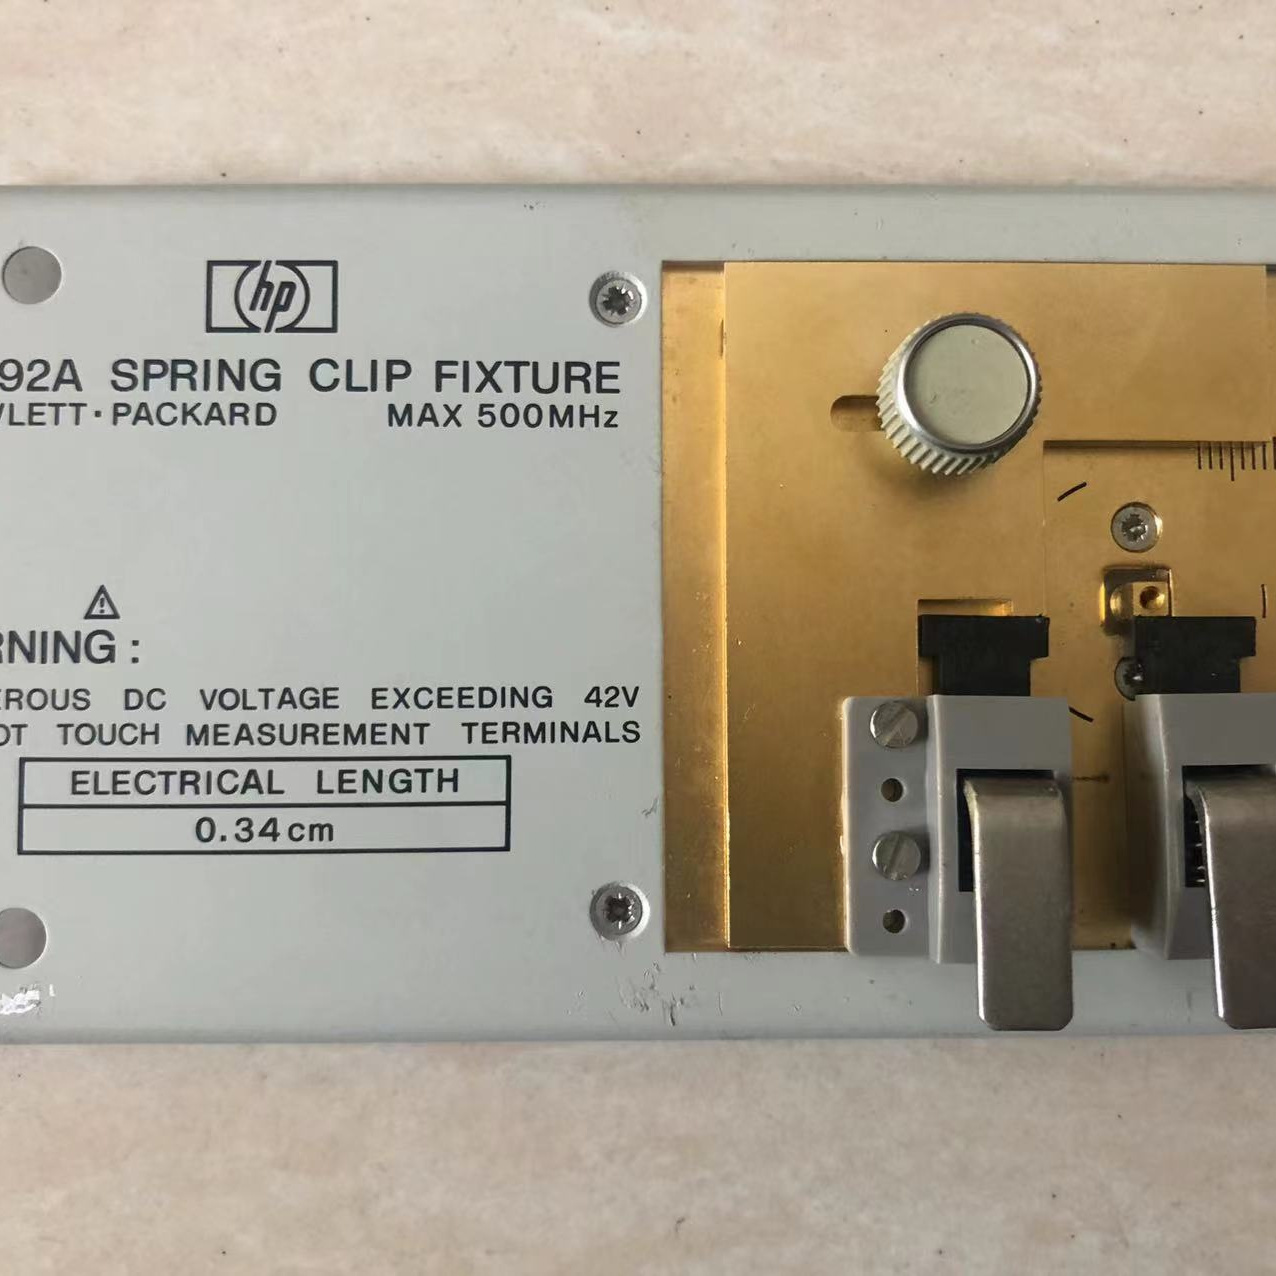 hp
92A SPRING CLIP FIXTURE
LETT·PACKARD MAX 500MHz
RNING :
EROUS DC VOLTAGE EXCEEDING 42V
OT TOUCH MEASUREMENT TERMINALS
ELECTRICAL LENGTH
0.34cm